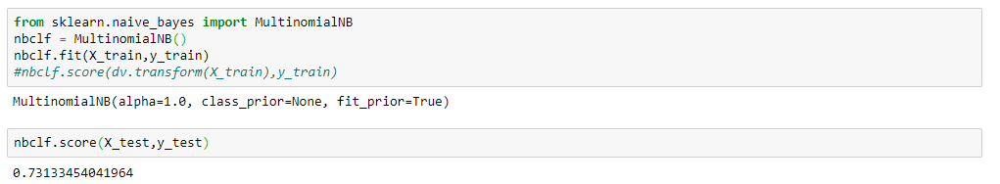 from sklearn.naive_bayes import MultinomialNB
nbclf = MultinomialNB()
nbclf.fit(X_train,y_train)
#nbclf.score(dv.transform(X_train),y_train)
MultinomialNB(alpha=1.0, class_prior=None, fit_prior=True)
nbclf.score(X_test,y_test)
0.73133454041964